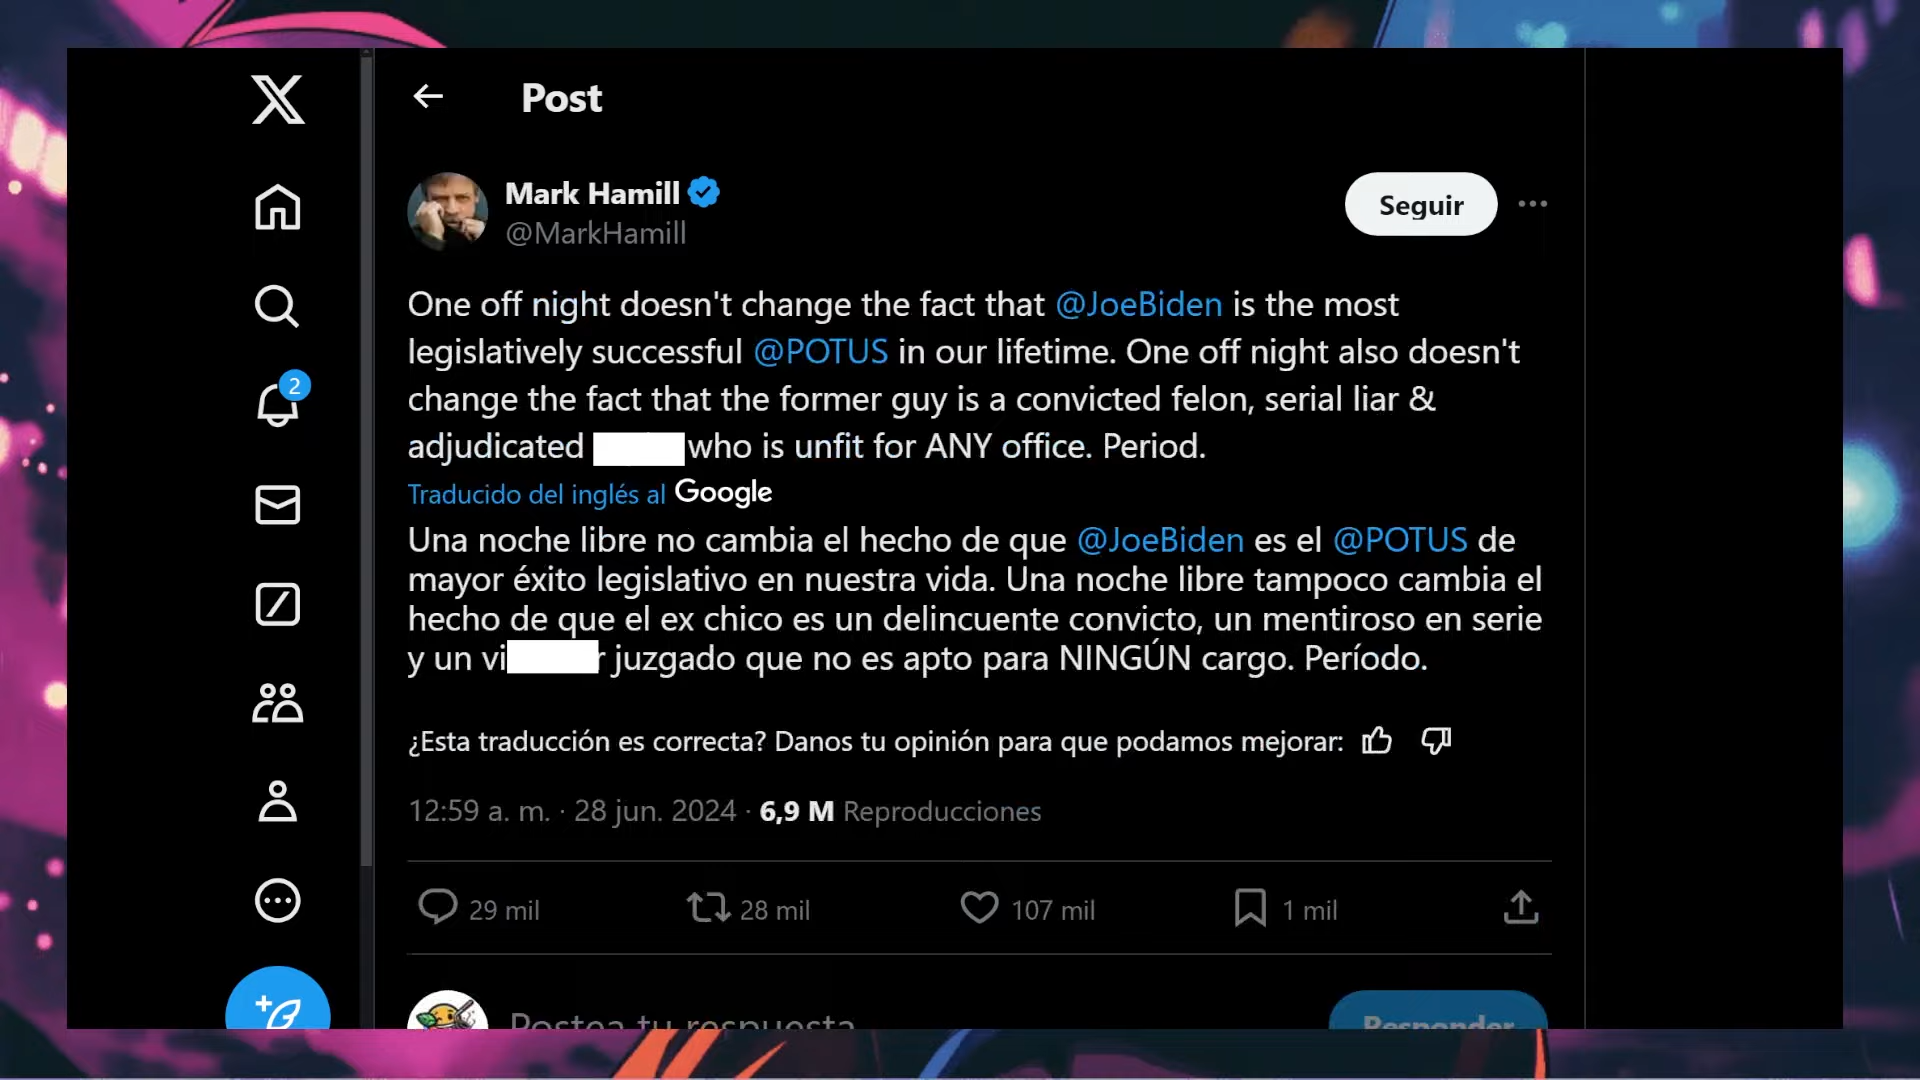 Post
Mark Hamill
@MarkHamill
Seguir
2
One off night doesn't change the fact that @JoeBiden is the most
legislatively successful @POTUS in our lifetime. One off night also doesn't
change the fact that the former guy is a convicted felon, serial liar &
adjudicated who is unfit for ANY office. Period.
Traducido del inglés al Google
Una noche libre no cambia el hecho de que @JoeBiden es el @POTUS de
mayor éxito legislativo en nuestra vida. Una noche libre tampoco cambia el
hecho de que el ex chico es un delincuente convicto, un mentiroso en serie
y un vi r juzgado que no es apto para NINGÚN cargo. Período.
¿Esta traducción es correcta? Danos tu opinión para que podamos mejorar:
12:59 a. m. · 28 jun. 2024 · 6,9 M Reproducciones
29 mil 28 mil 107 mil 1 mil
Postea tu respuesta
Responder